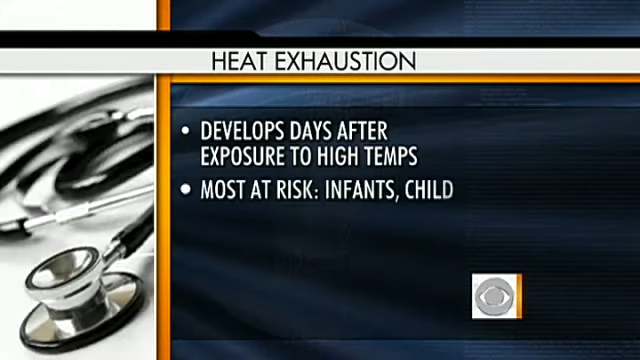 HEAT EXHAUSTION
• DEVELOPS DAYS AFTER
EXPOSURE TO HIGH TEMPS
• MOST AT RISK: INFANTS, CHILD